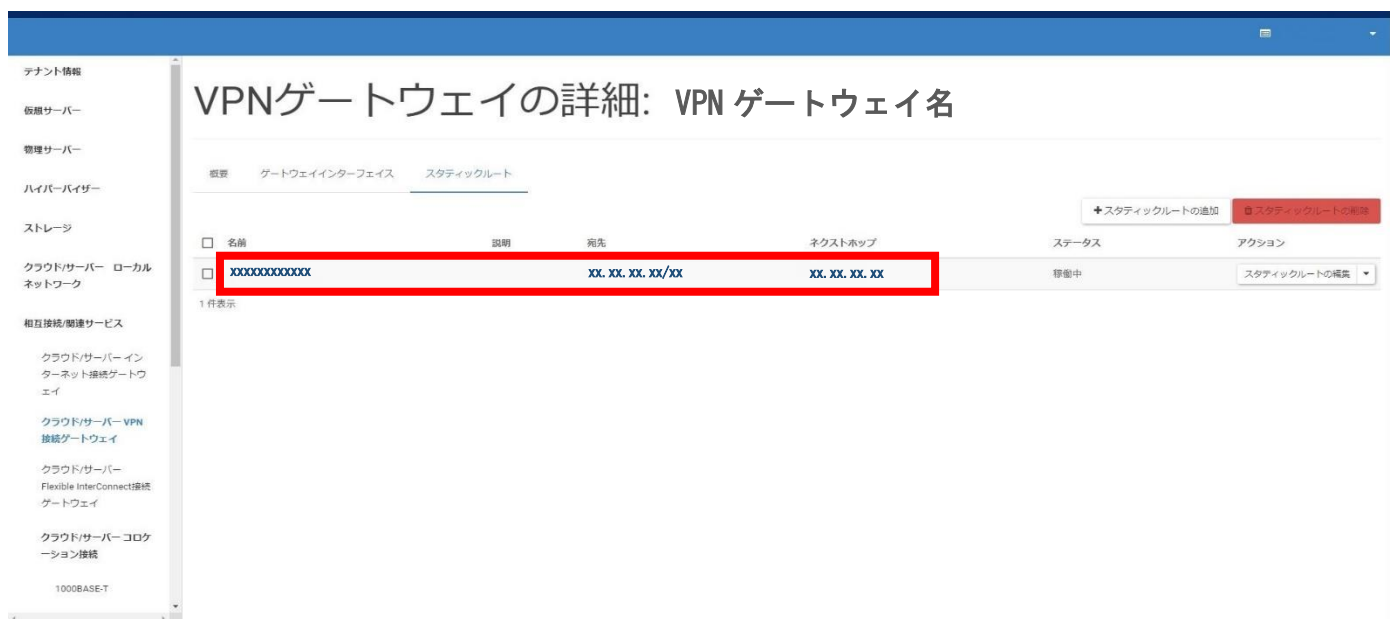 テナント情報
仮想サーバー
物理サーバー
ハイパーバイザー
ストレージ
クラウド/サーバー ローカル
ネットワーク
相互接続/関連サービス
クラウド/サーバー イン
ターネット接続ゲートウ
ェイ
クラウド/サーバー VPN
接続ゲートウェイ
クラウド/サーバー
Flexible InterConnect接続
ゲートウェイ
クラウド/サーバー コロケ
ーション接続
1000BASE-T
VPNゲートウェイの詳細: VPN ゲートウェイ名
概要 ゲートウェイインターフェイス スタティックルート
+スタティックルートの追加 スタティックルートの削除
名前 説明 宛先 ネクストホップ ステータス アクション
XXXXXXXXXXXX XX. XX. XX. XX/XX XX. XX. XX. XX 稼働中 スタティックルートの編集
1 件表示